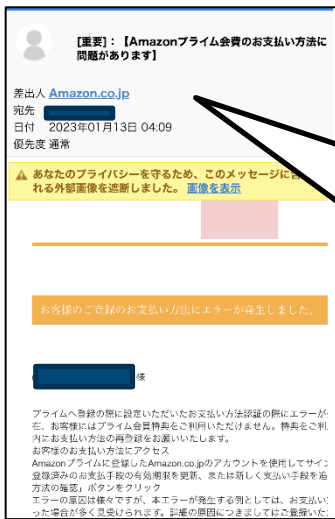 [重要]：【Amazonプライム会費のお支払い方法に
問題があります】
差出人 Amazon.co.jp
宛先
日付 2023年01月13日 04:09
優先度 通常
あなたのプライバシーを守るため、このメッセージに含
れる外部画像を遮断しました。 画像を表示
お客様のご登録のお支払い方法にエラーが発生しました。
様
プライムへ登録の際に設定いただいたお支払い方法認証の際にエラーが
在、お客様にはプライム会員特典をご利用いただけません。特典をご利
内にお支払い方法の再登録をお願いいたします。
お客様のお支払い方法にアクセス
Amazonプライムに登録したAmazon.co.jpのアカウントを使用してサイン
登録済みのお支払手段の有効期限を更新、または新しく支払い手段を追
方法の確認」ボタンをクリック
エラーの原因は様々ですが、本エラーが発生する例としては、お支払い
った場合が多く見受けられます。詳細の原因につきましてはご登録いた